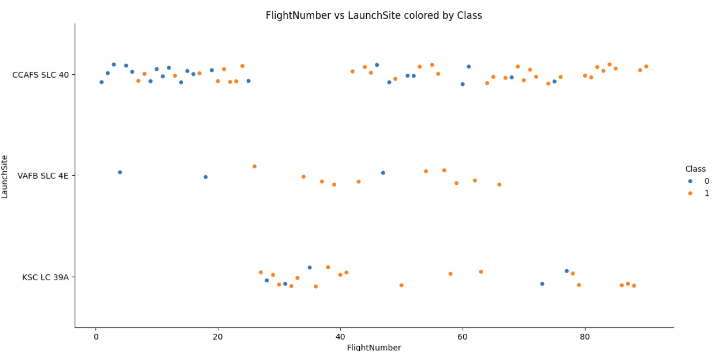 FlightNumber vs LaunchSite colored by Class
LaunchSite
CCAFS SLC 40
VAFB SLC 4E
KSC LC 39A
0
20
40
60
80
FlightNumber
Class
0
1